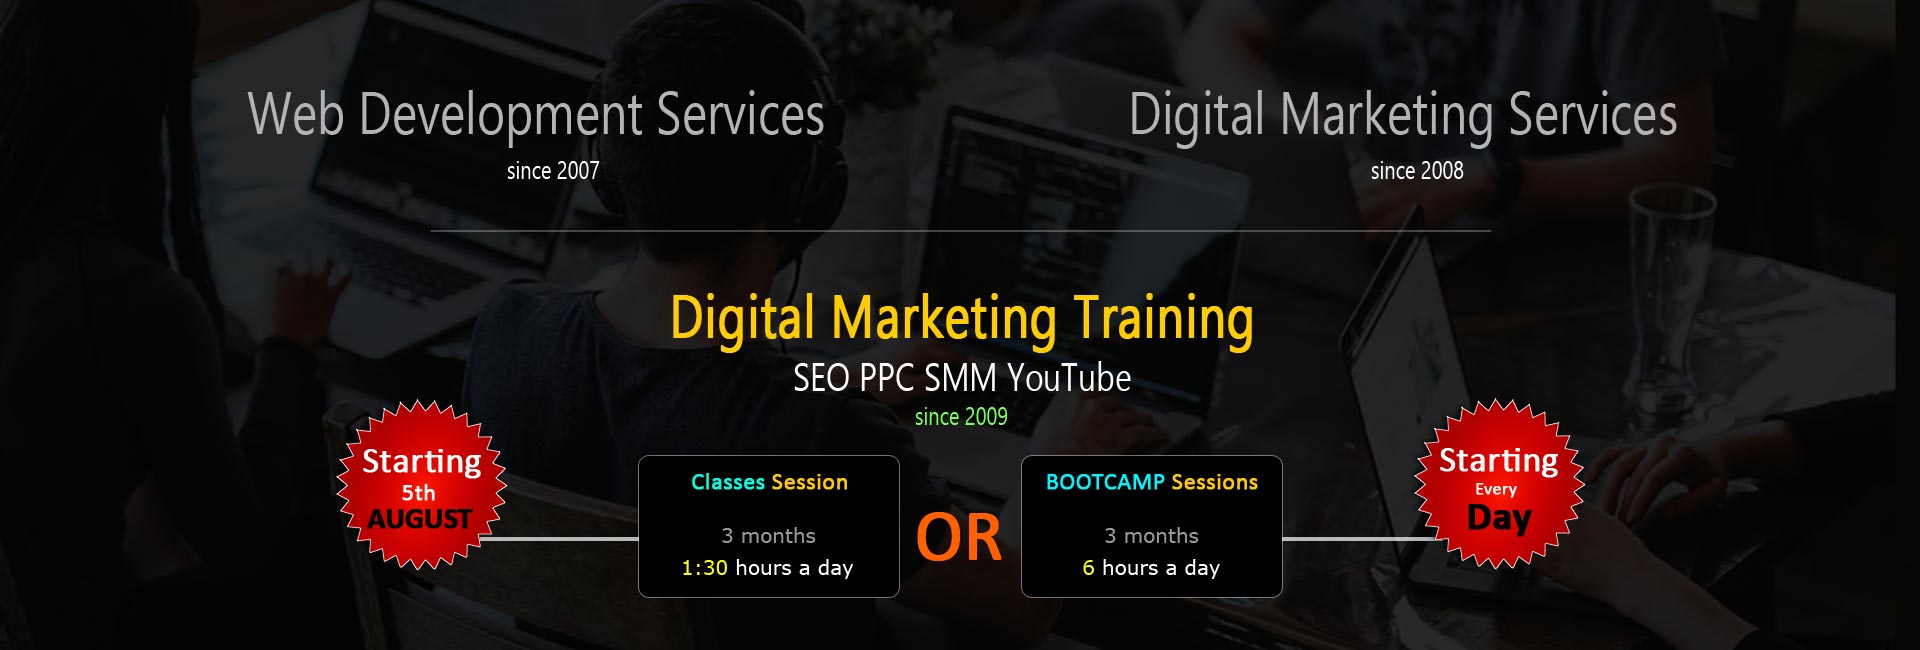 Web Development Services
since 2007
Digital Marketing Services
since 2008
Digital Marketing Training
SEO PPC SMM YouTube
since 2009
Starting
5th
AUGUST
Classes Session
3 months
1:30 hours a day
OR
BOOTCAMP Sessions
3 months
6 hours a day
Starting
Every
Day